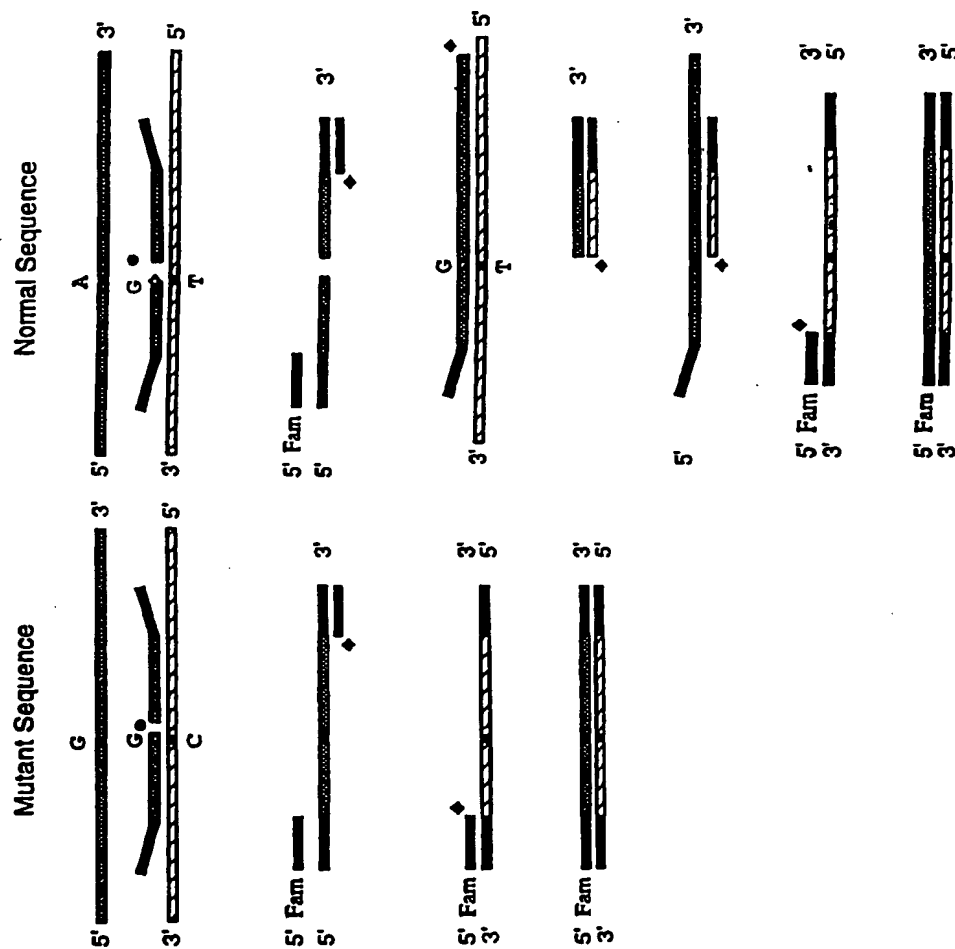 Mutant Sequence
G
5' 3'
G
3' 5'
C
5' Fam
5' 3'
5' Fam 3'
3' 5'
5' Fam 3'
3' 5'
Normal Sequence
A
5' 3'
G
3' 5'
T
5' Fam
5' 3'
G
3' 5'
T
3'
3'
5'
5' Fam 3'
3' 5'
5' Fam 3'
3' 5'